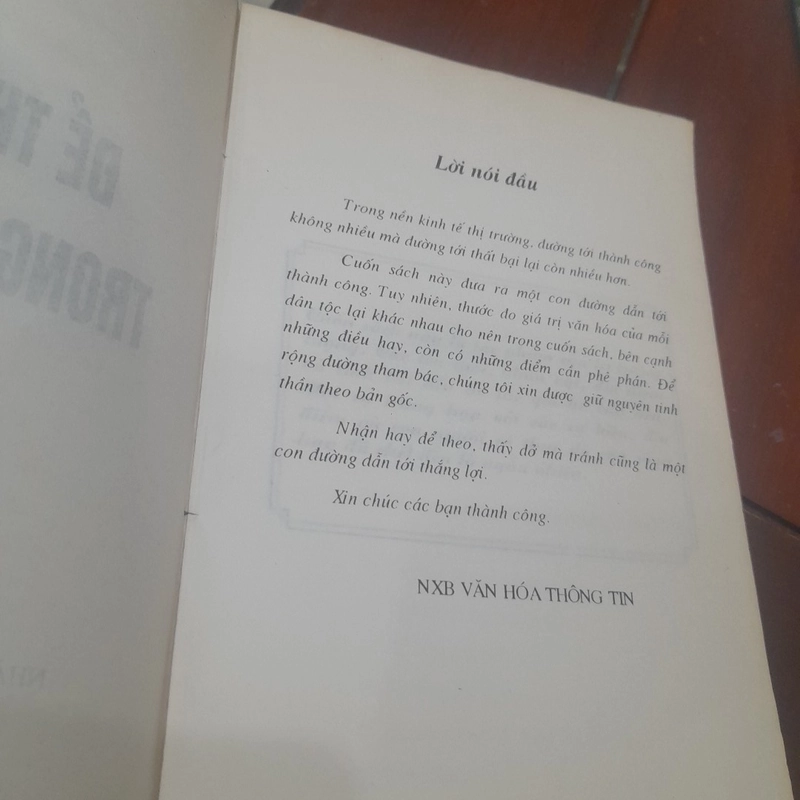 ĐỂ TH
TRONG
Lời nói đầu
Trong nền kinh tế thị trường, đường tới thành công
không nhiều mà đường tới thất bại lại còn nhiều hơn.
Cuốn sách này đưa ra một con đường dẫn tới
thành công. Tuy nhiên, thước đo giá trị văn hóa của mỗi
dân tộc lại khác nhau cho nên trong cuốn sách, bên cạnh
những điều hay, còn có những điểm cần phê phán. Để
rộng đường tham bác, chúng tôi xin được giữ nguyên tinh
thần theo bản gốc.
Nhận hay để theo, thấy dở mà tránh cũng là một
con đường dẫn tới thắng lợi.
Xin chúc các bạn thành công.
NXB VĂN HÓA THÔNG TIN